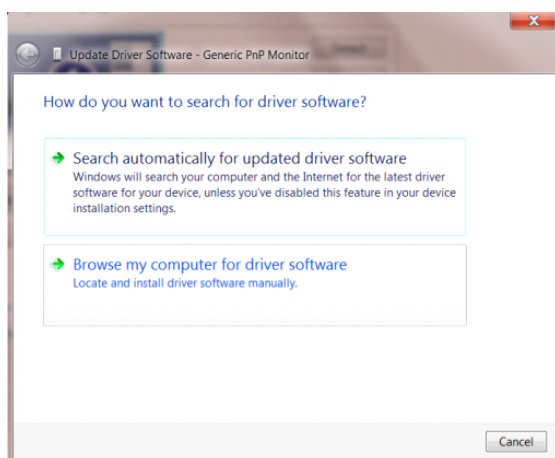 X
Update Driver Software - Generic PnP Monitor
How do you want to search for driver software?
Search automatically for updated driver software
Windows will search your computer and the Internet for the latest driver
software for your device, unless you've disabled this feature in your device
installation settings.
Browse my computer for driver software
Locate and install driver software manually.
Cancel